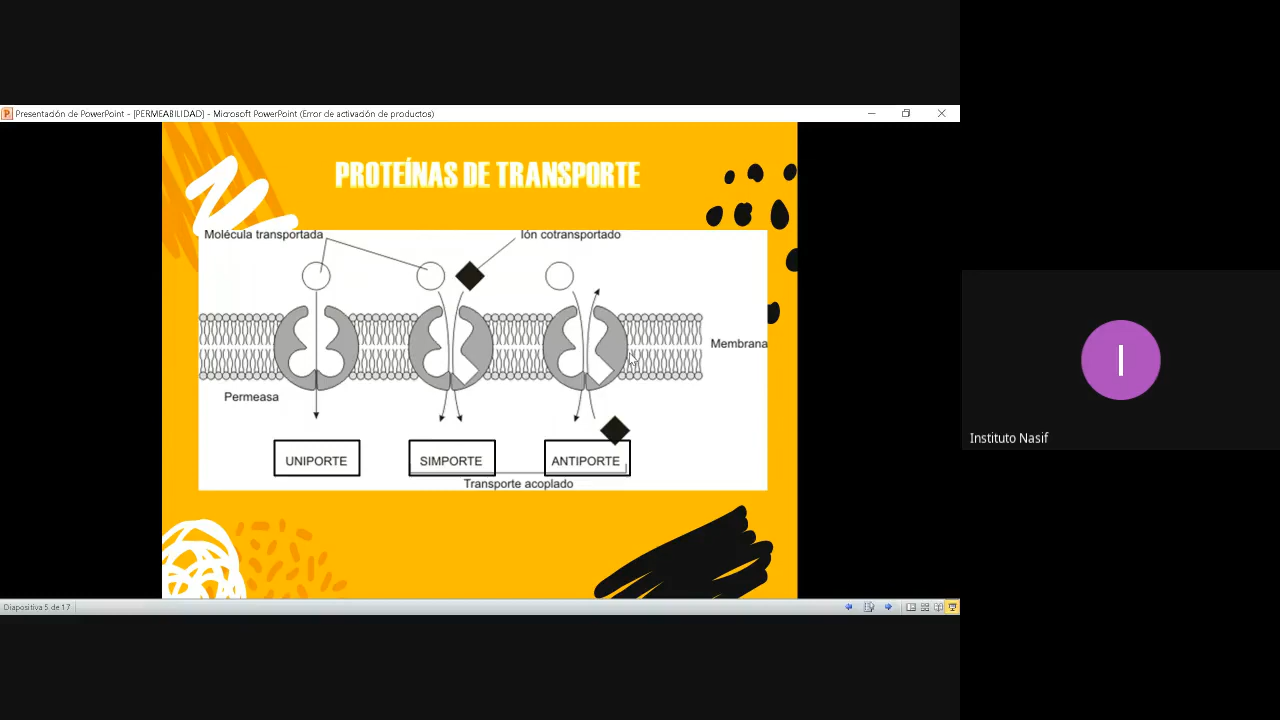 Presentación de PowerPoint - [PERMEABILIDAD] - Microsoft PowerPoint (Error de activación de productos)
PROTEÍNAS DE TRANSPORTE
Molécula transportada
Ión cotransportado
Membrana
Permeasa
UNIPORTE
SIMPORTE
ANTIPORTE
Transporte acoplado
I
Instituto Nasif
Diapositiva 5 de 17